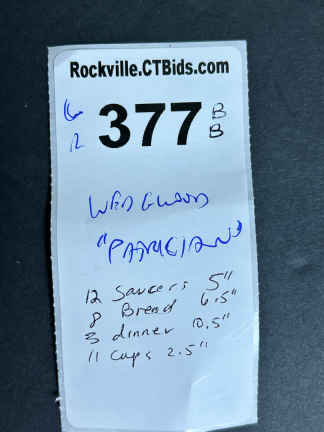 Rockville.CTBids.com
6 377 B
12 B
WEDGWOOD
"PATRICIAN"
12 Saucers 5"
8 Bread 6.5"
3 dinner 10.5"
11 Cups 2.5"